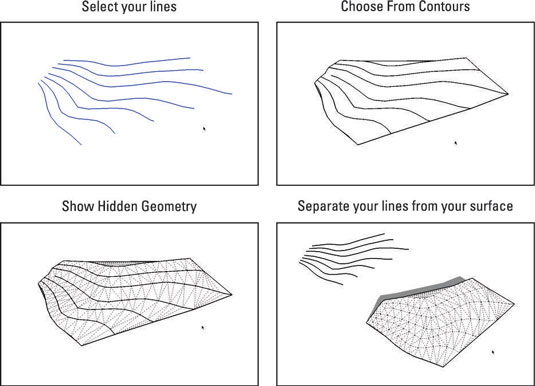 Select your lines
Choose From Contours
Show Hidden Geometry
Separate your lines from your surface